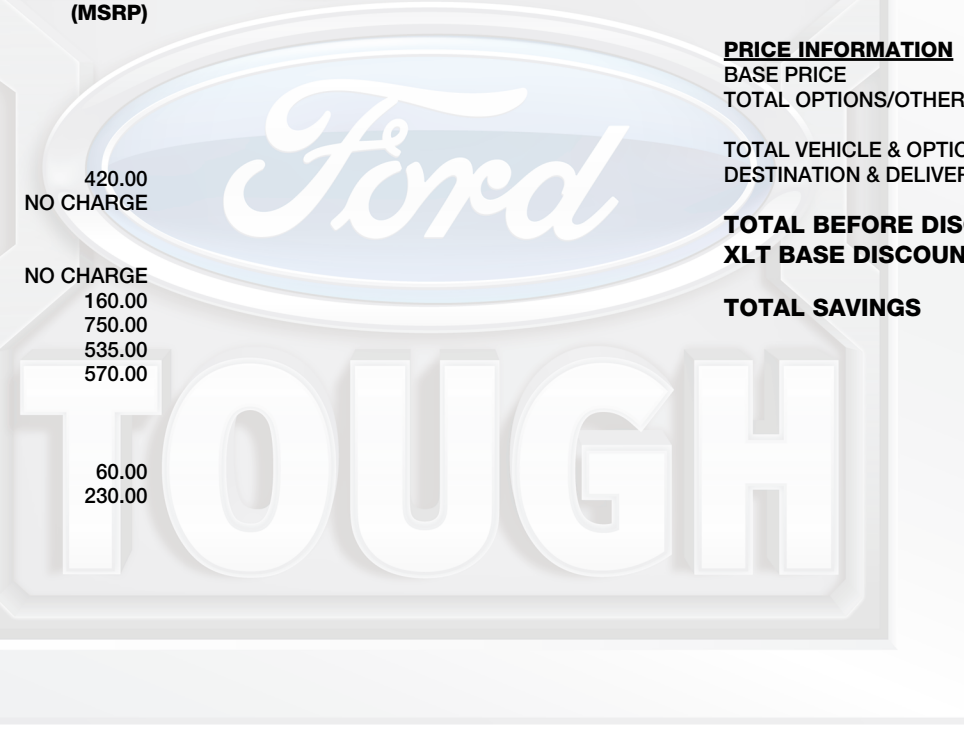 (MSRP)
420.00
NO CHARGE
NO CHARGE
160.00
750.00
535.00
570.00
60.00
230.00
PRICE INFORMATION
BASE PRICE
TOTAL OPTIONS/OTHER
TOTAL VEHICLE & OPTIO
DESTINATION & DELIVER
TOTAL BEFORE DIS
XLT BASE DISCOUN
TOTAL SAVINGS
Ford
TOUGH